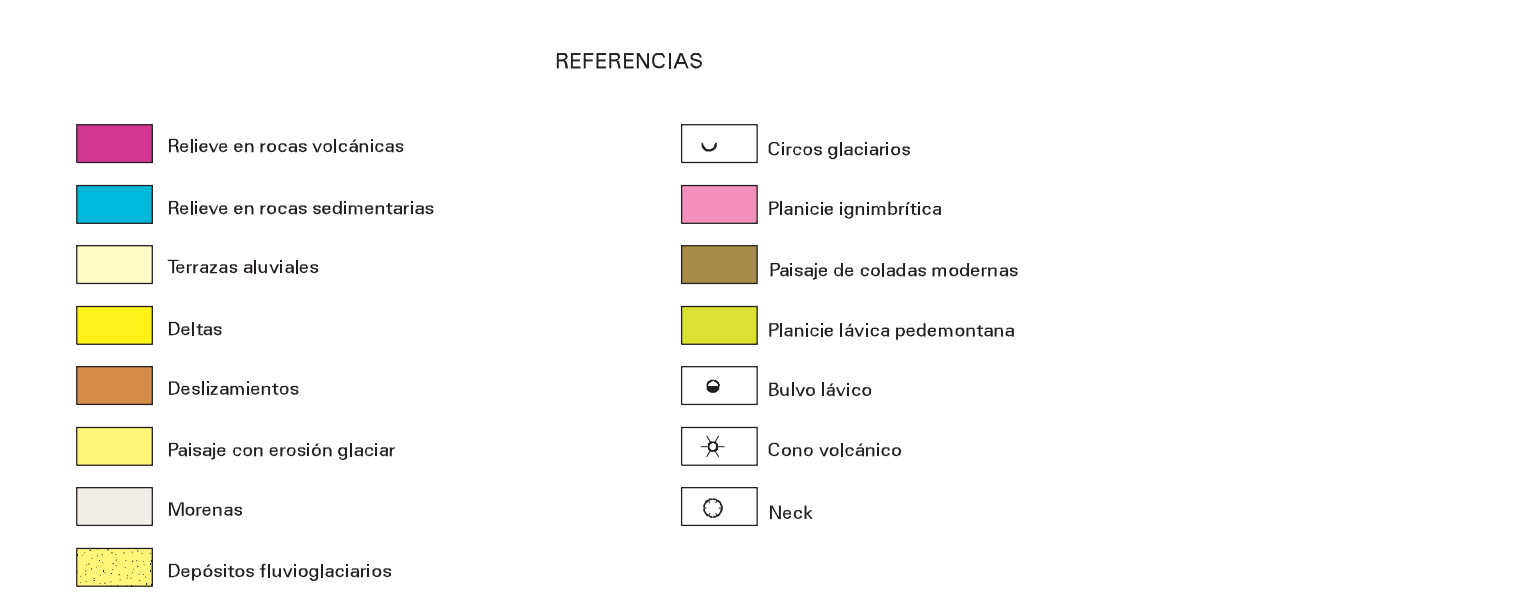 REFERENCIAS
Relieve en rocas volcánicas
Relieve en rocas sedimentarias
Terrazas aluviales
Deltas
Deslizamientos
Paisaje con erosión glaciar
Morenas
Depósitos fluvioglaciarios
Circos glaciarios
Planicie ignimbrítica
Paisaje de coladas modernas
Planicie lávica pedemontana
Bulvo lávico
Cono volcánico
Neck